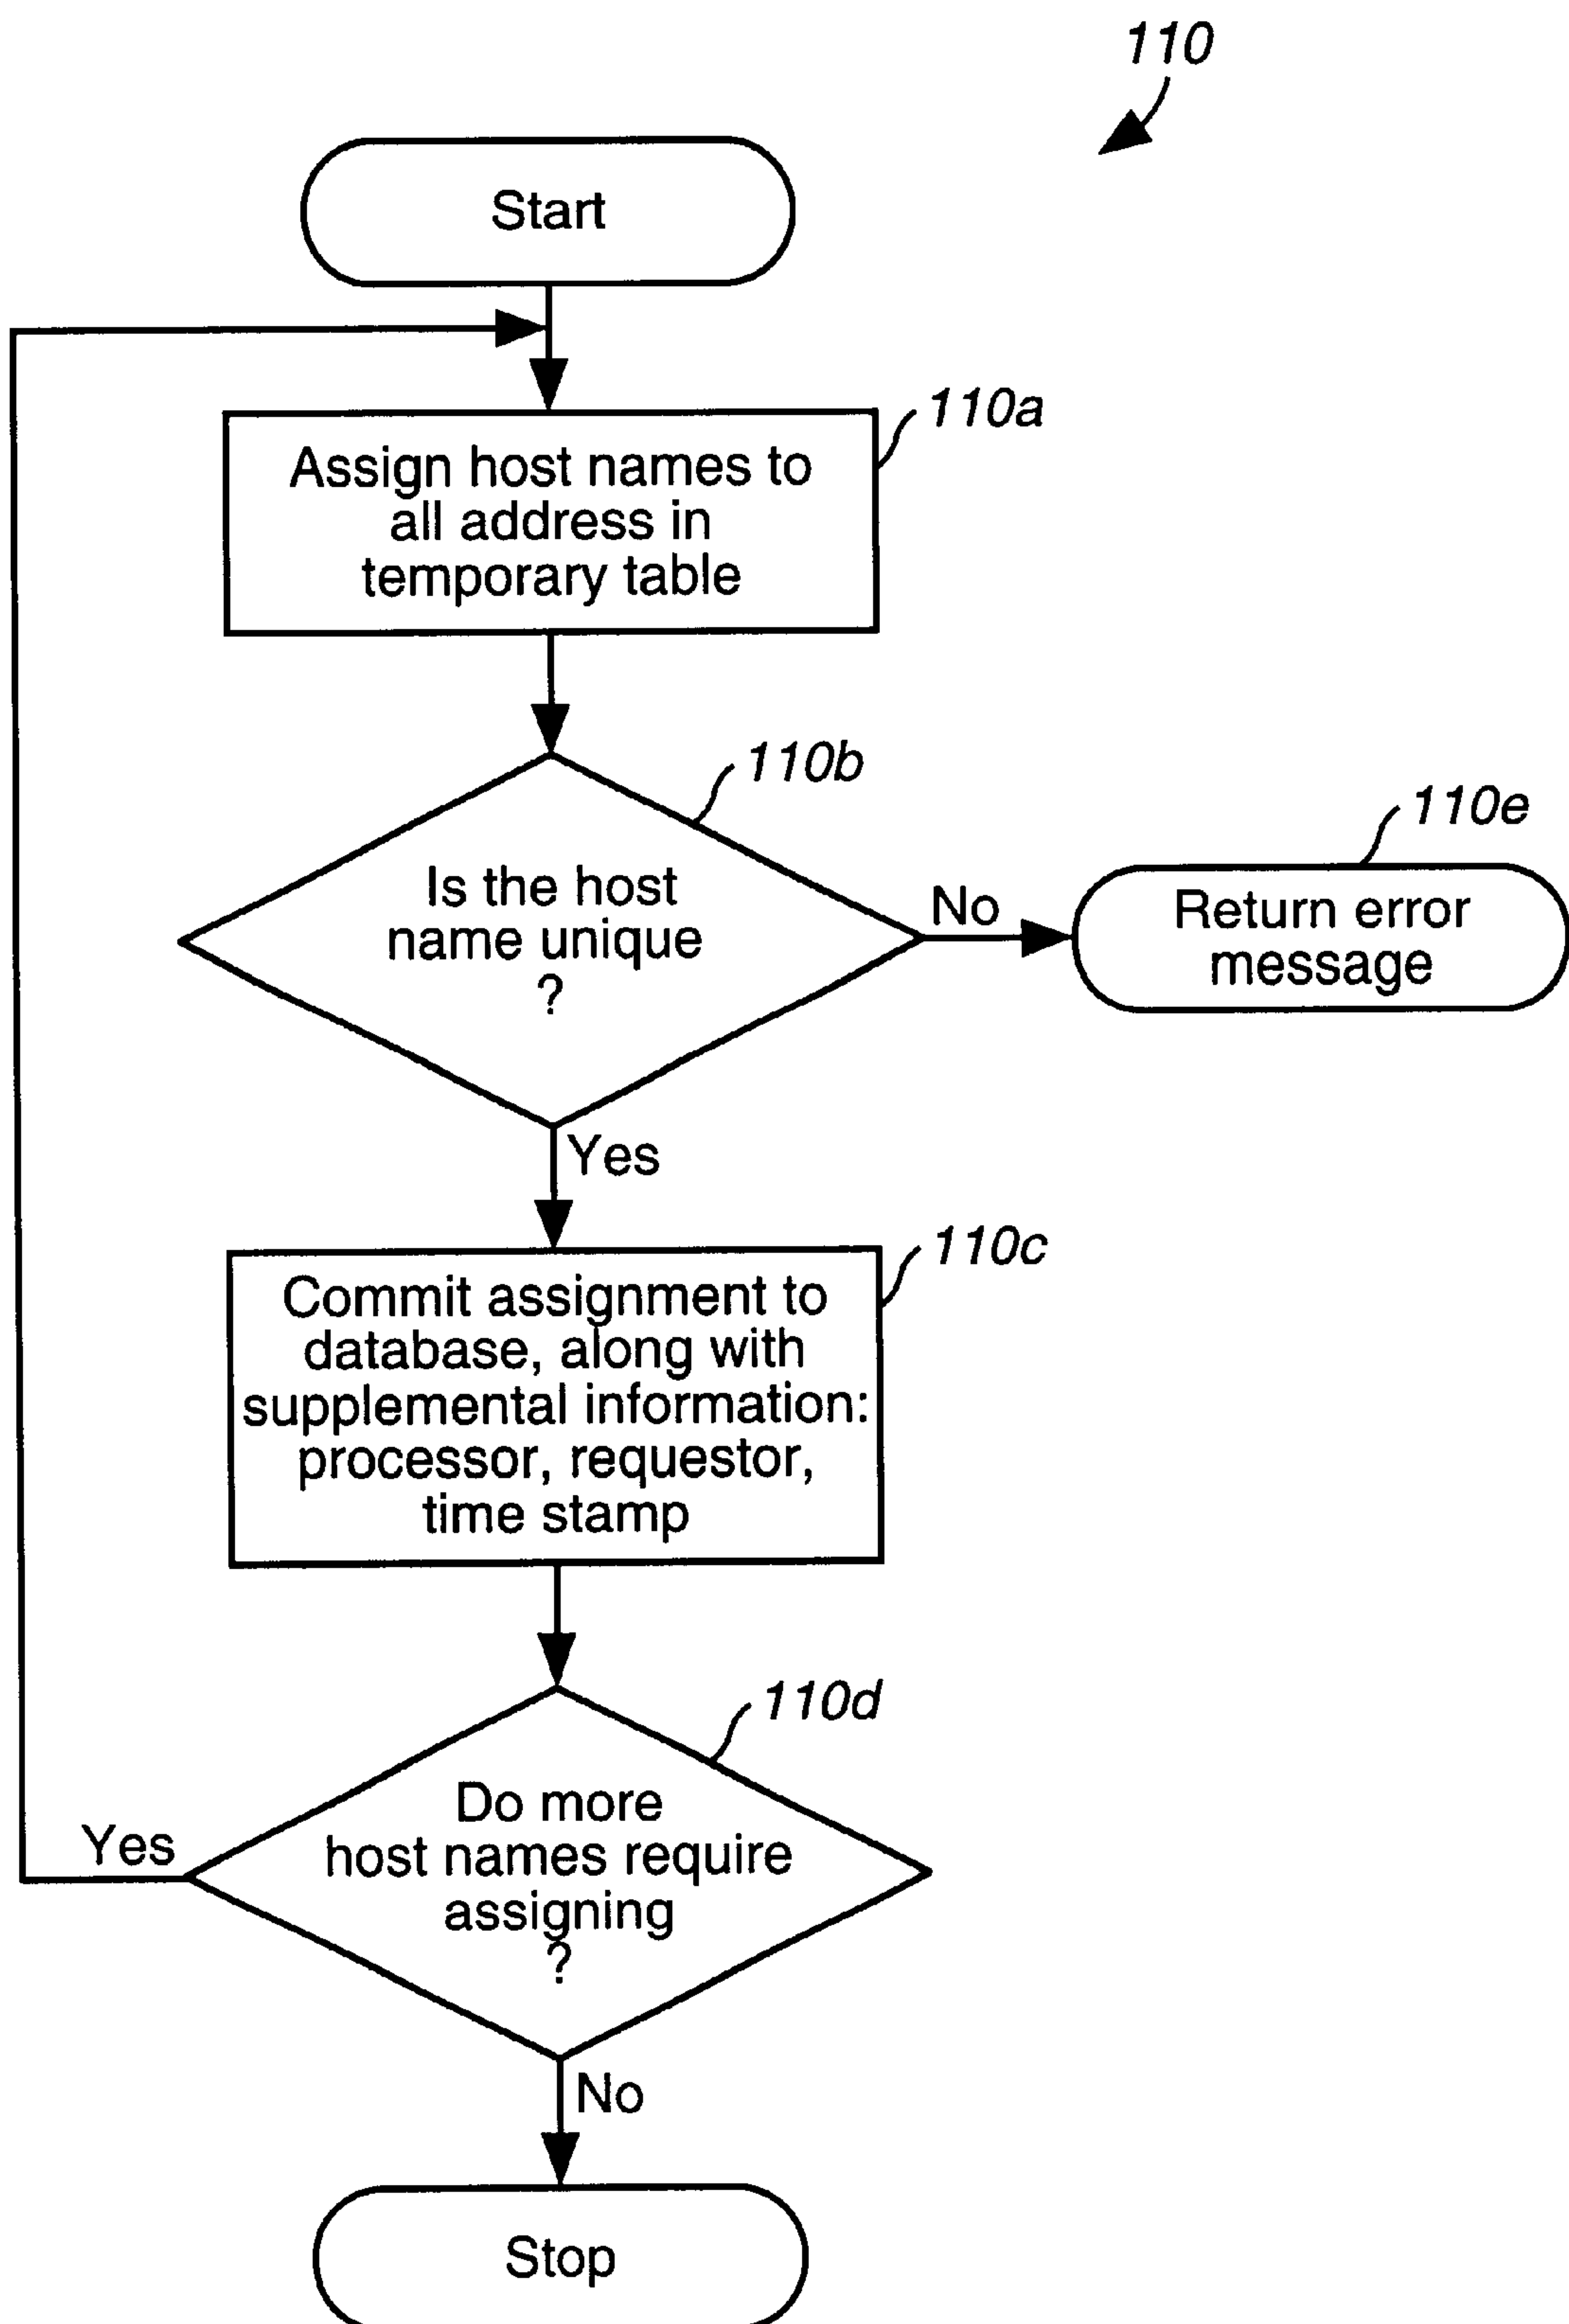 110
Start
110a
Assign host names to
all address in
temporary table
110b
Is the host
name unique
?
No
110e
Return error
message
Yes
110c
Commit assignment to
database, along with
supplemental information:
processor, requestor,
time stamp
110d
Do more
host names require
assigning
?
Yes
No
Stop